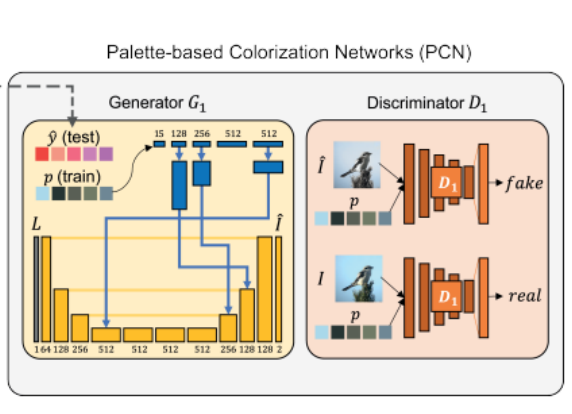 Palette-based Colorization Networks (PCN)
Generator G₁
Discriminator D₁
ŷ (test)
p (train)
15 128 256 512 512
L
Î
1 64 128 256 512 512 512 512 256 128 128 2
Î
p
D₁
fake
I
p
D₁
real